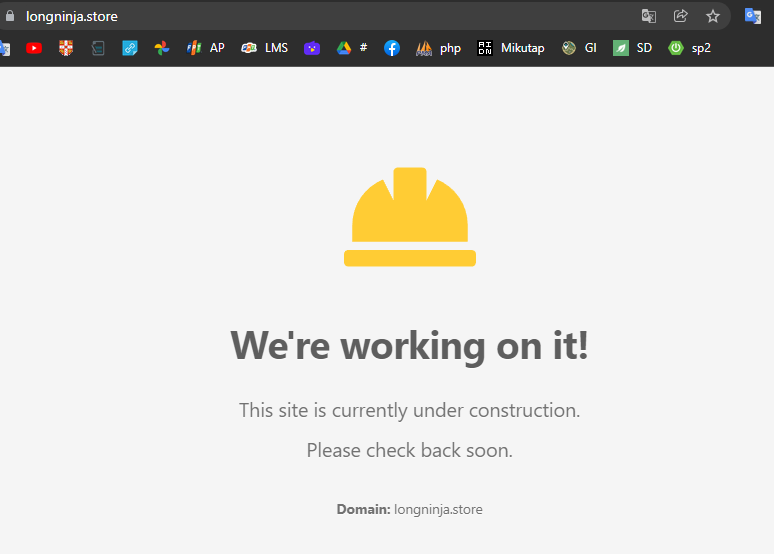 longninja.store
AP LMS # php Mikutap GI SD sp2
We're working on it!
This site is currently under construction.
Please check back soon.
Domain: longninja.store